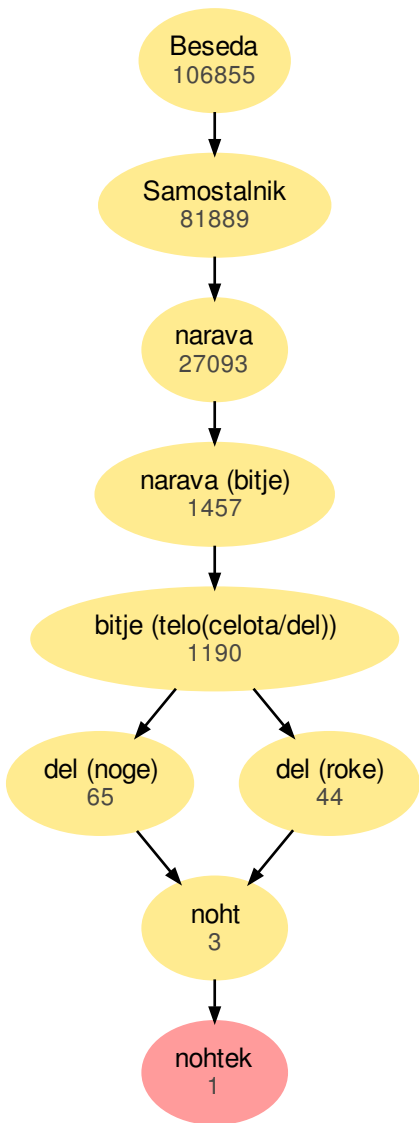 Beseda
106855
Samostalnik
81889
narava
27093
narava (bitje)
1457
bitje (telo(celota/del))
1190
del (noge)
65
del (roke)
44
noht
3
nohtek
1